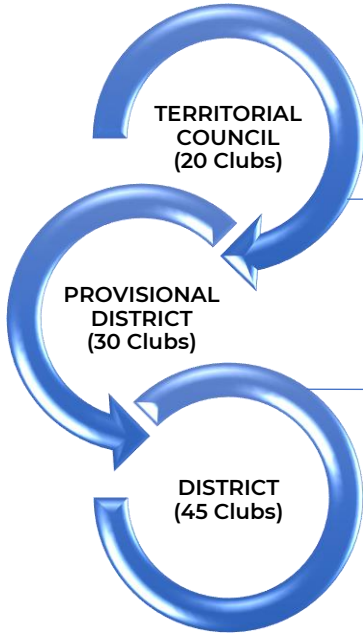 TERRITORIAL
COUNCIL
(20 Clubs)
PROVISIONAL
DISTRICT
(30 Clubs)
DISTRICT
(45 Clubs)